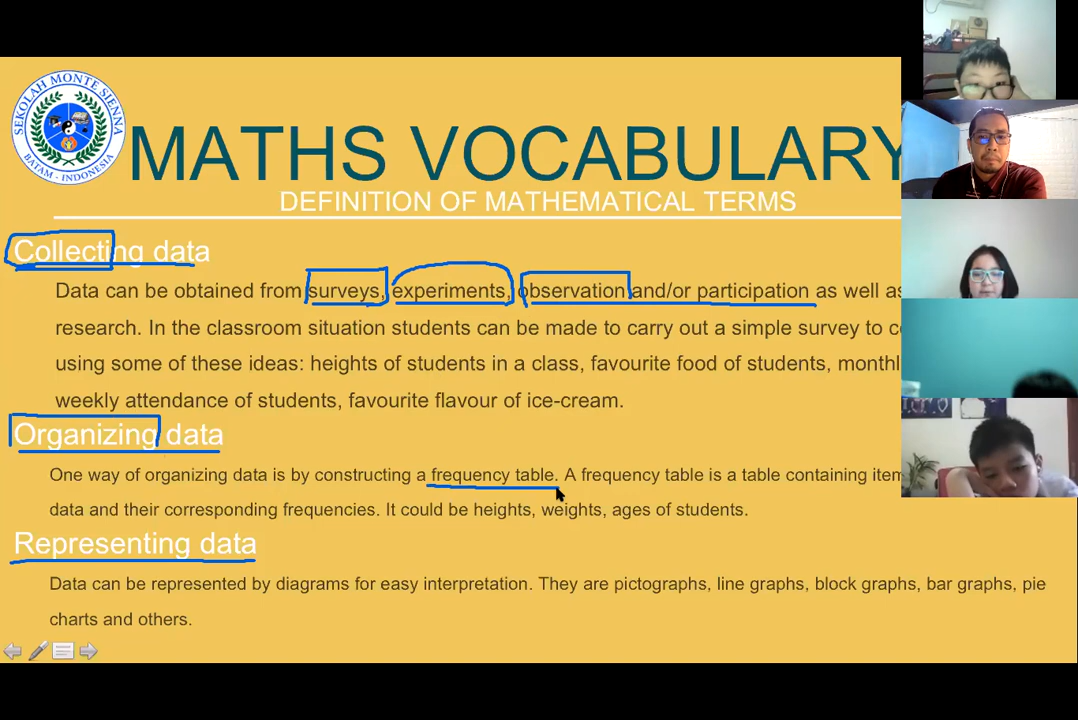 SEKOLAH MONTE SIENNA
BATAM - INDONESIA
MATHS VOCABULARY
DEFINITION OF MATHEMATICAL TERMS
Collecting data
Data can be obtained from surveys, experiments, observation and/or participation as well as
research. In the classroom situation students can be made to carry out a simple survey to
using some of these ideas: heights of students in a class, favourite food of students,
weekly attendance of students, favourite flavour of ice-cream.
Organizing data
One way of organizing data is by constructing a frequency table. A frequency table is a table containing
data and their corresponding frequencies. It could be heights, weights, ages of students.
Representing data
Data can be represented by diagrams for easy interpretation. They are pictographs, line graphs, block graphs, bar graphs, pie
charts and others.